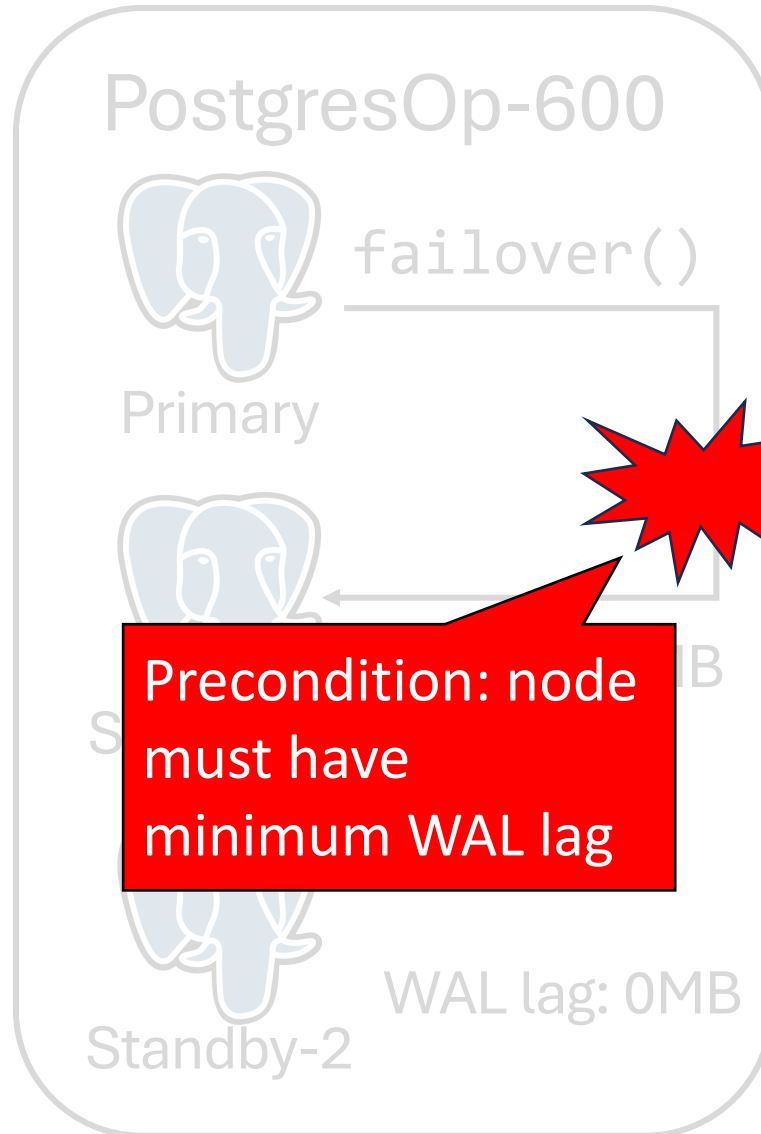 PostgresOp-600
failover()
Primary
Precondition: node
must have
minimum WAL lag
WAL lag: 0MB
Standby-2